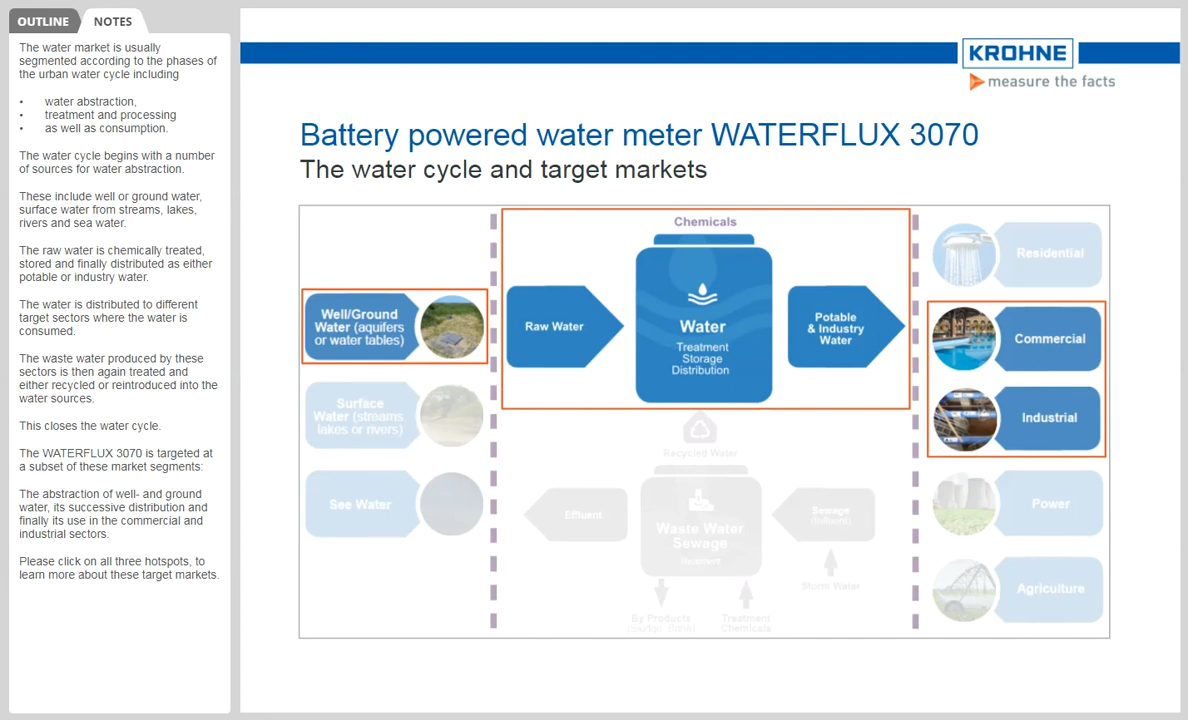 OUTLINE
NOTES
The water market is usually
segmented according to the phases of
the urban water cycle including
• water abstraction,
• treatment and processing
• as well as consumption.
The water cycle begins with a number
of sources for water abstraction.
These include well or ground water,
surface water from streams, lakes,
rivers and sea water.
The raw water is chemically treated,
stored and finally distributed as either
potable or industry water.
The water is distributed to different
target sectors where the water is
consumed.
The waste water produced by these
sectors is then again treated and
either recycled or reintroduced into the
water sources.
This closes the water cycle.
The WATERFLUX 3070 is targeted at
a subset of these market segments:
The abstraction of well- and ground
water, its successive distribution and
finally its use in the commercial and
industrial sectors.
Please click on all three hotspots, to
learn more about these target markets.
KROHNE
measure the facts
Battery powered water meter WATERFLUX 3070
The water cycle and target markets
Well/Ground
Water (aquifers
or water tables)
Surface
Water (streams
lakes or rivers)
See Water
Chemicals
Raw Water
Water
Treatment
Storage
Distribution
Potable
& Industry
Water
Recycled Water
Effluent
Waste Water
Sewage
Treatment
Sewage
(Influent)
Storm Water
By Products
(Sludge, Brine)
Treatment
Chemicals
Residential
Commercial
Industrial
Power
Agriculture